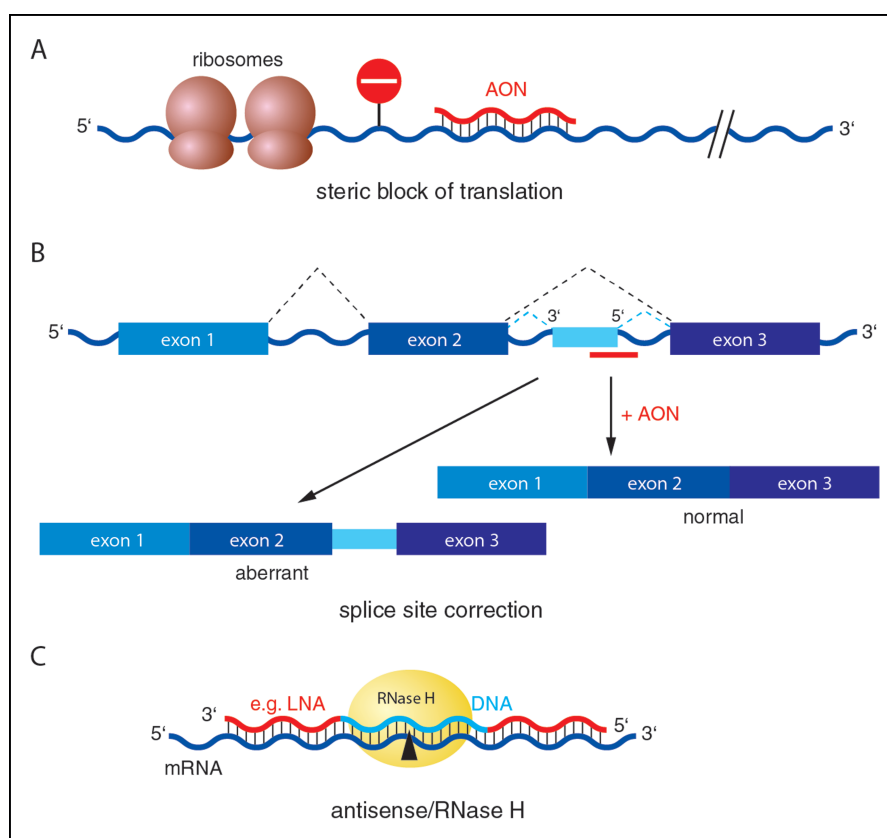 A
ribosomes
AON
5‘ 3‘
steric block of translation
B
3‘ 5‘
5‘ exon 1 exon 2 exon 3 3‘
+ AON
exon 1 exon 2 exon 3
normal
exon 1 exon 2 exon 3
aberrant
splice site correction
C
3‘ e.g. LNA RNase H DNA 5‘
5‘ 3‘
mRNA
antisense/RNase H